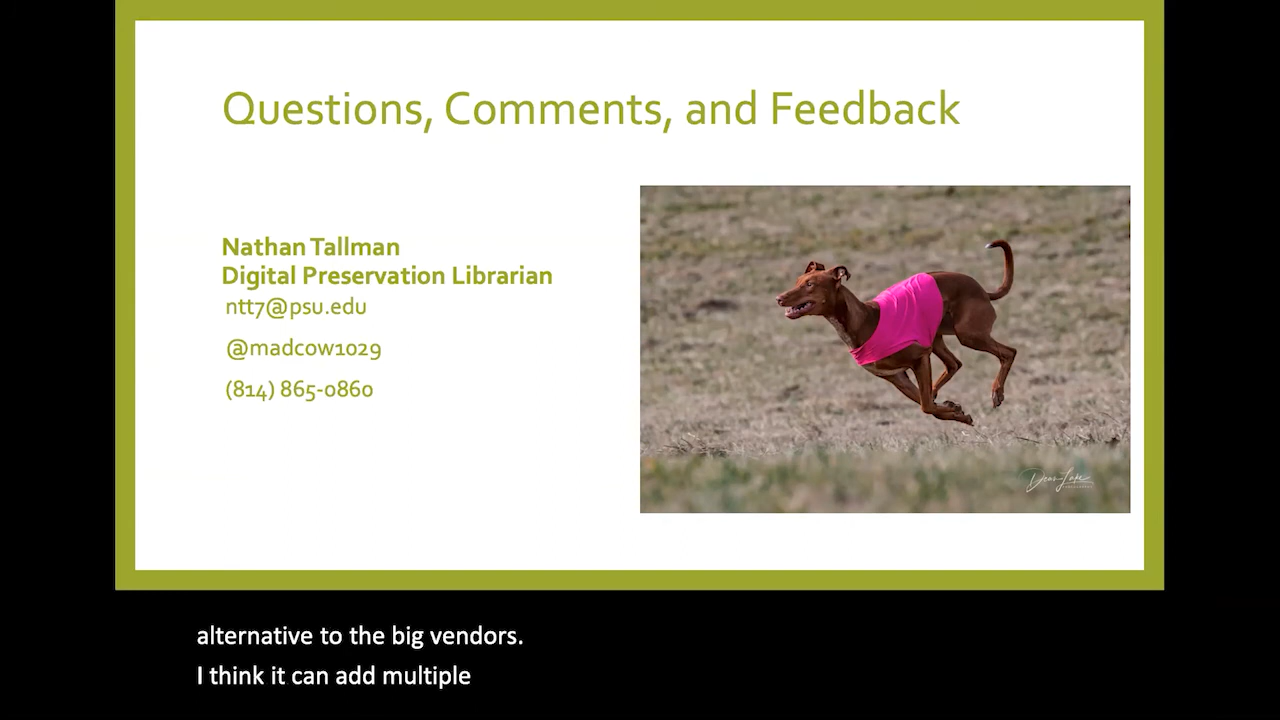 Questions, Comments, and Feedback
Nathan Tallman
Digital Preservation Librarian
ntt7@psu.edu
@madcow1029
(814) 865-0860
alternative to the big vendors.
I think it can add multiple